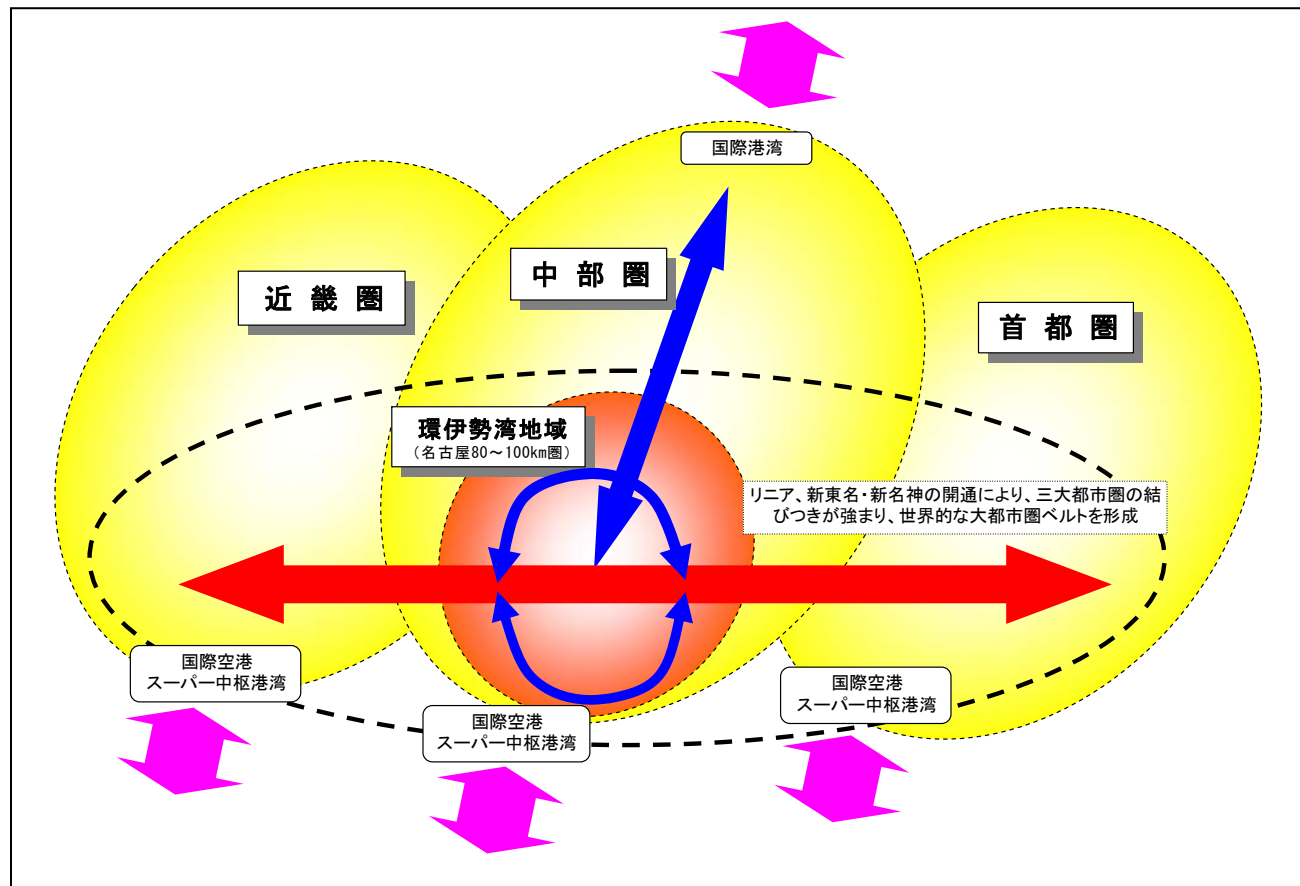 国際港湾
中部圏
近畿圏
首都圏
環伊勢湾地域
(名古屋80～100km圏)
リニア、新東名・新名神の開通により、三大都市圏の結
びつきが強まり、世界的な大都市圏ベルトを形成
国際空港
スーパー中枢港湾
国際空港
スーパー中枢港湾
国際空港
スーパー中枢港湾